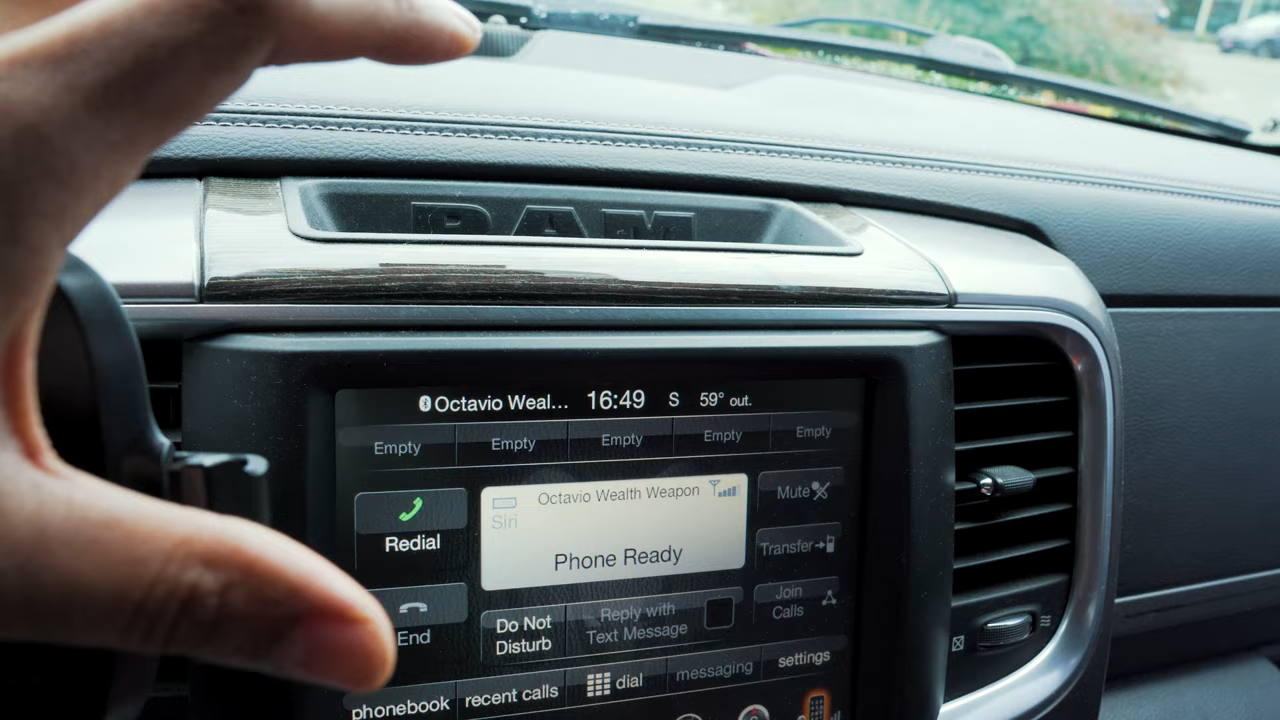 RAM
Octavio Weal... 16:49 S 59° out.
Empty Empty Empty Empty Empty
Redial
Octavio Wealth Weapon
Siri
Phone Ready
Mute
Transfer
End
Do Not
Disturb
Reply with
Text Message
Join
Calls
phonebook recent calls dial messaging settings